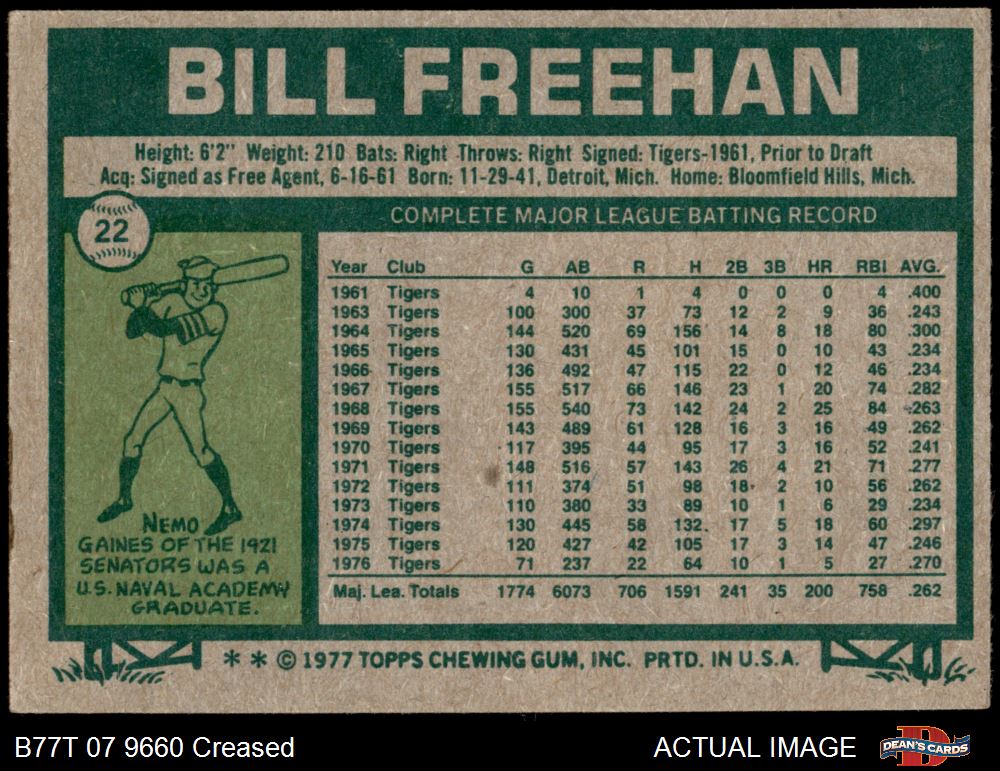 BILL FREEHAN
Height: 6'2" Weight: 210 Bats: Right Throws: Right Signed: Tigers-1961, Prior to Draft
Acq: Signed as Free Agent, 6-16-61 Born: 11-29-41, Detroit, Mich. Home: Bloomfield Hills, Mich.
22
COMPLETE MAJOR LEAGUE BATTING RECORD
Year Club G AB R H 2B 3B HR RBI AVG.
1961 Tigers 4 10 1 4 0 0 0 4 .400
1963 Tigers 100 300 37 73 12 2 9 36 .243
1964 Tigers 144 520 69 156 14 8 18 80 .300
1965 Tigers 130 431 45 101 15 0 10 43 .234
1966 Tigers 136 492 47 115 22 0 12 46 .234
1967 Tigers 155 517 66 146 23 1 20 74 .282
1968 Tigers 155 540 73 142 24 2 25 84 .263
1969 Tigers 143 489 61 128 16 3 16 49 .262
1970 Tigers 117 395 44 95 17 3 16 52 .241
1971 Tigers 148 516 57 143 26 4 21 71 .277
1972 Tigers 111 374 51 98 18 2 10 56 .262
1973 Tigers 110 380 33 89 10 1 6 29 .234
1974 Tigers 130 445 58 132 17 5 18 60 .297
1975 Tigers 120 427 42 105 17 3 14 47 .246
1976 Tigers 71 237 22 64 10 1 5 27 .270
Maj. Lea. Totals 1774 6073 706 1591 241 35 200 758 .262
NEMO
GAINES OF THE 1921
SENATORS WAS A
U.S. NAVAL ACADEMY
GRADUATE.
** © 1977 TOPPS CHEWING GUM, INC. PRTD. IN U.S.A.
B77T 07 9660 Creased
ACTUAL IMAGE
D
DEAN'S CARDS